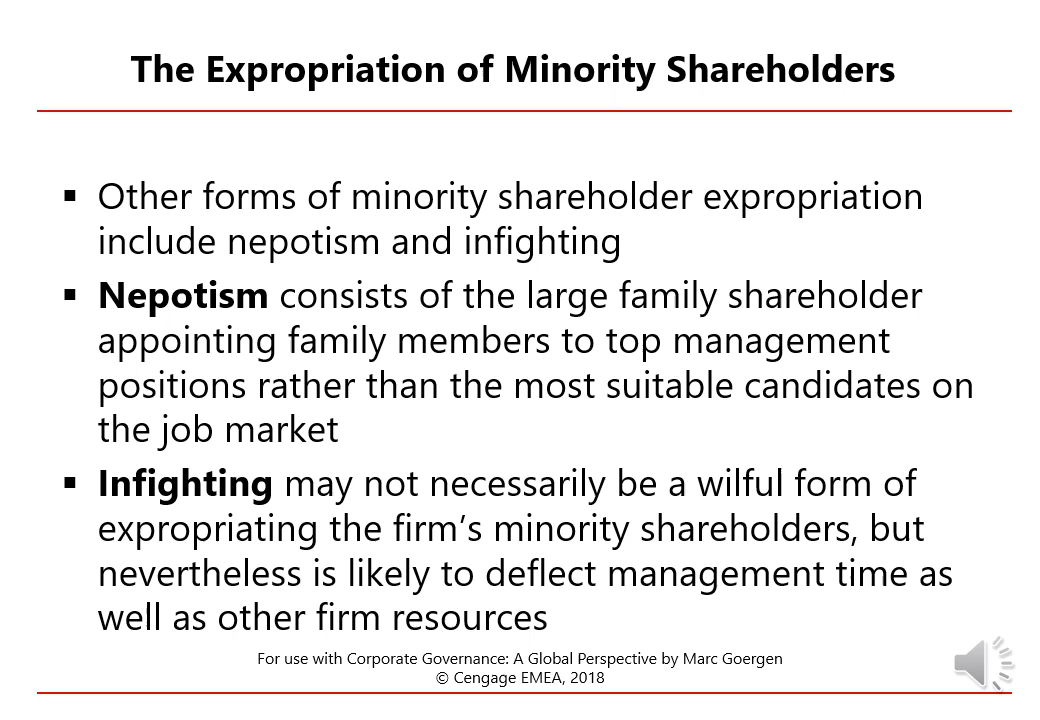 The Expropriation of Minority Shareholders
▪ Other forms of minority shareholder expropriation
include nepotism and infighting
▪ Nepotism consists of the large family shareholder
appointing family members to top management
positions rather than the most suitable candidates on
the job market
▪ Infighting may not necessarily be a wilful form of
expropriating the firm’s minority shareholders, but
nevertheless is likely to deflect management time as
well as other firm resources
For use with Corporate Governance: A Global Perspective by Marc Goergen
© Cengage EMEA, 2018